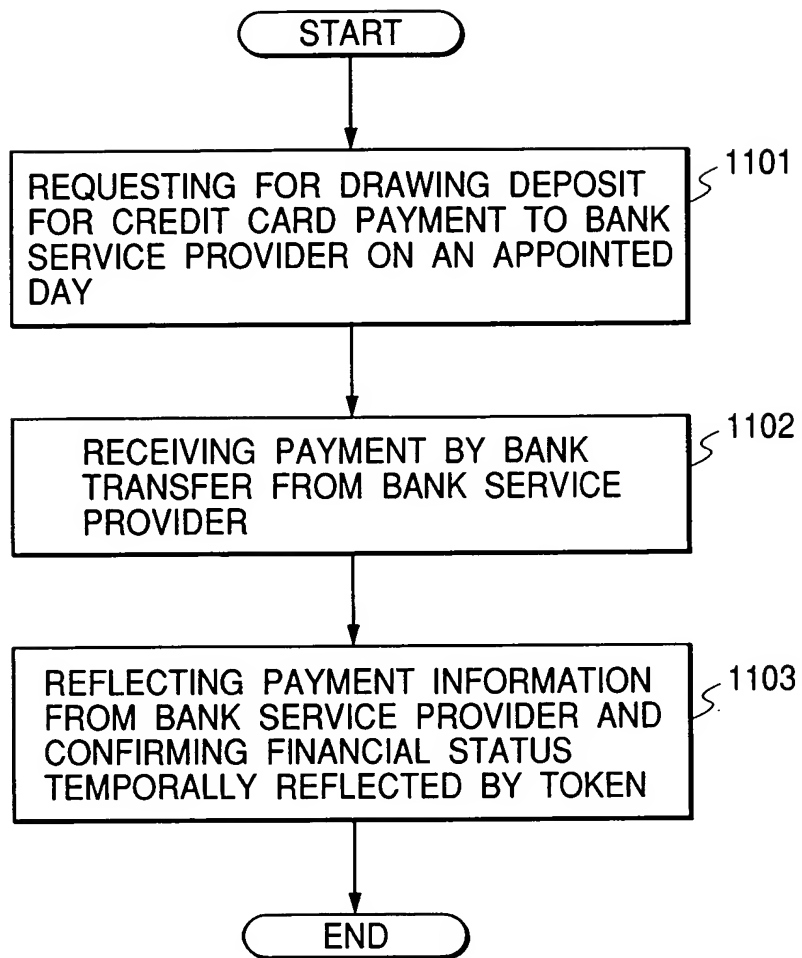 START
1101
REQUESTING FOR DRAWING DEPOSIT
FOR CREDIT CARD PAYMENT TO BANK
SERVICE PROVIDER ON AN APPOINTED
DAY
1102
RECEIVING PAYMENT BY BANK
TRANSFER FROM BANK SERVICE
PROVIDER
1103
REFLECTING PAYMENT INFORMATION
FROM BANK SERVICE PROVIDER AND
CONFIRMING FINANCIAL STATUS
TEMPORALLY REFLECTED BY TOKEN
END